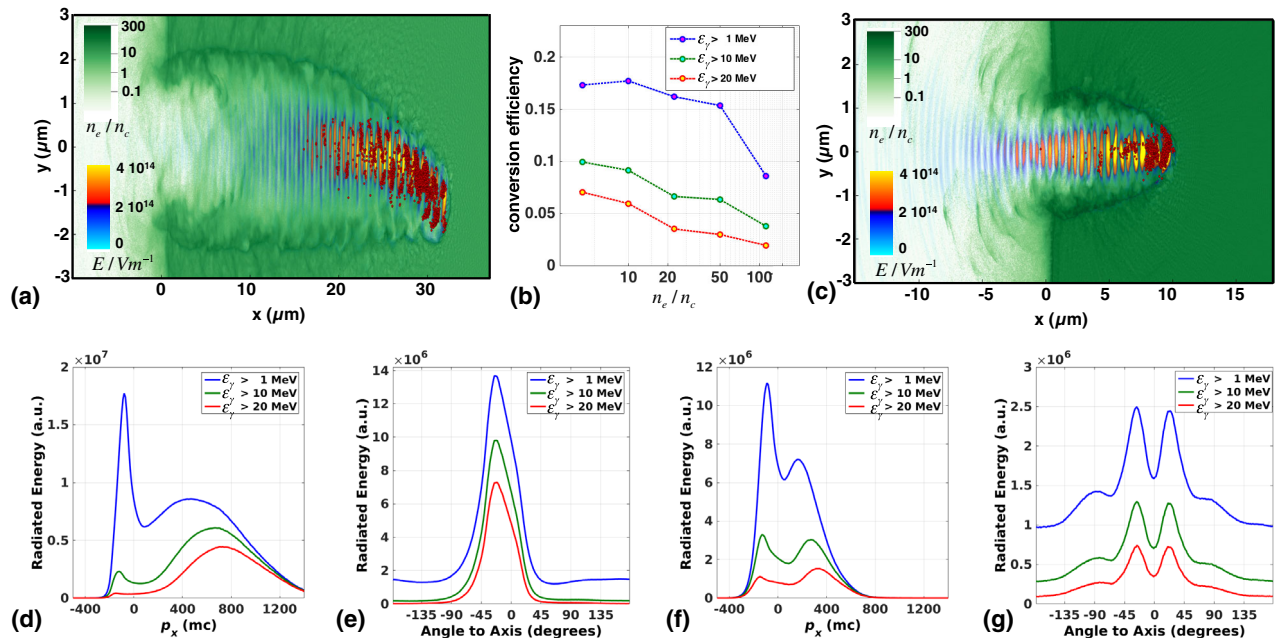 300
10
1
0.1
n_e / n_c
4 10^14
2 10^14
0
E / Vm^-1
y (μm)
3
2
1
0
-1
-2
-3
0
10
20
30
x (μm)
(a)
conversion efficiency
0.2
0.15
0.1
0.05
0
10
20
50
100
n_e / n_c
ℰ_γ > 1 MeV
ℰ_γ > 10 MeV
ℰ_γ > 20 MeV
(b)
300
10
1
0.1
n_e / n_c
4 10^14
2 10^14
0
E / Vm^-1
y (μm)
3
2
1
0
-1
-2
-3
-10
-5
0
5
10
15
x (μm)
(c)
×10^7
Radiated Energy (a.u.)
2
1.5
1
0.5
0
-400
0
400
800
1200
p_x (mc)
ℰ_γ > 1 MeV
ℰ_γ > 10 MeV
ℰ_γ > 20 MeV
(d)
×10^6
Radiated Energy (a.u.)
14
12
10
8
6
4
2
0
-135
-90
-45
0
45
90
135
Angle to Axis (degrees)
ℰ_γ > 1 MeV
ℰ_γ > 10 MeV
ℰ_γ > 20 MeV
(e)
×10^6
Radiated Energy (a.u.)
12
10
8
6
4
2
0
-400
0
400
800
1200
p_x (mc)
ℰ_γ > 1 MeV
ℰ_γ > 10 MeV
ℰ_γ > 20 MeV
(f)
×10^6
Radiated Energy (a.u.)
3
2.5
2
1.5
1
0.5
0
-135
-90
-45
0
45
90
135
Angle to Axis (degrees)
ℰ_γ > 1 MeV
ℰ_γ > 10 MeV
ℰ_γ > 20 MeV
(g)